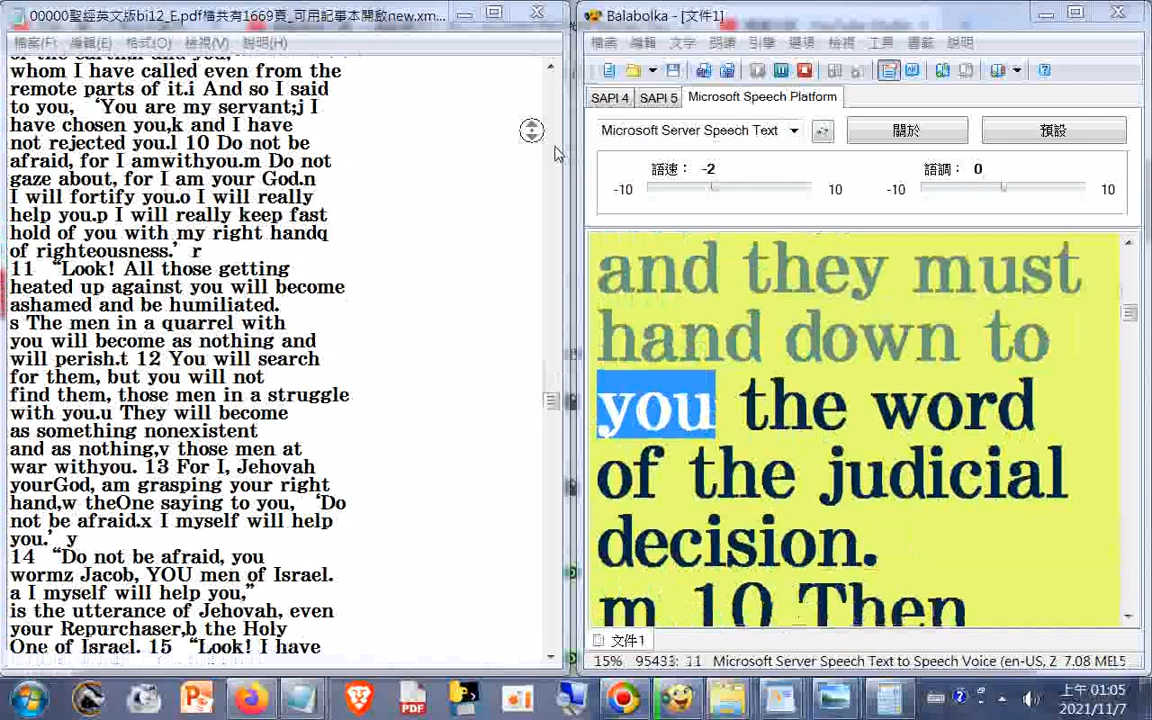 00000聖經英文版bi12_E.pdf檔共有1669頁_可用記事本開啟new.xm...
檔案(F) 編輯(E) 格式(O) 檢視(V) 說明(H)
whom I have called even from the
remote parts of it.i And so I said
to you, ‘You are my servant;j I
have chosen you,k and I have
not rejected you.l 10 Do not be
afraid, for I amwithyou.m Do not
gaze about, for I am your God.n
I will fortify you.o I will really
help you.p I will really keep fast
hold of you with my right handq
of righteousness.’ r
11 “Look! All those getting
heated up against you will become
ashamed and be humiliated.
s The men in a quarrel with
you will become as nothing and
will perish.t 12 You will search
for them, but you will not
find them, those men in a struggle
with you.u They will become
as something nonexistent
and as nothing,v those men at
war withyou. 13 For I, Jehovah
yourGod, am grasping your right
hand,w theOne saying to you, ‘Do
not be afraid.x I myself will help
you.’ y
14 “Do not be afraid, you
wormz Jacob, YOU men of Israel.
a I myself will help you,”
is the utterance of Jehovah, even
your Repurchaser,b the Holy
One of Israel. 15 “Look! I have
Balabolka - [文件1]
檔案 編輯 文字 朗讀 引擎 選項 檢視 工具 書籤 說明
SAPI 4 SAPI 5 Microsoft Speech Platform
Microsoft Server Speech Text 關於 預設
語速： -2 語調： 0
-10 10 -10 10
and they must
hand down to
you the word
of the judicial
decision.
m 10 Then
文件1
15% 95433: 11 Microsoft Server Speech Text to Speech Voice (en-US, Z 7.08 MB
上午 01:05
2021/11/7